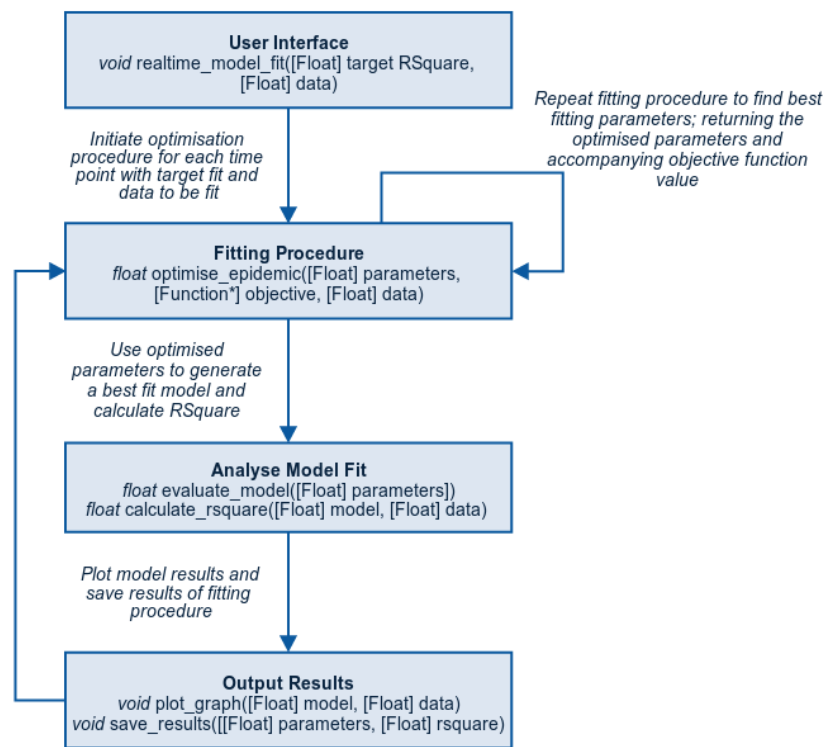 User Interface
void realtime_model_fit([Float] target RSquare,
[Float] data)
Repeat fitting procedure to find best
fitting parameters; returning the
optimised parameters and
accompanying objective function
value
Initiate optimisation
procedure for each time
point with target fit and
data to be fit
Fitting Procedure
float optimise_epidemic([Float] parameters,
[Function*] objective, [Float] data)
Use optimised
parameters to generate
a best fit model and
calculate RSquare
Analyse Model Fit
float evaluate_model([Float] parameters])
float calculate_rsquare([Float] model, [Float] data)
Plot model results and
save results of fitting
procedure
Output Results
void plot_graph([Float] model, [Float] data)
void save_results([[Float] parameters, [Float] rsquare)